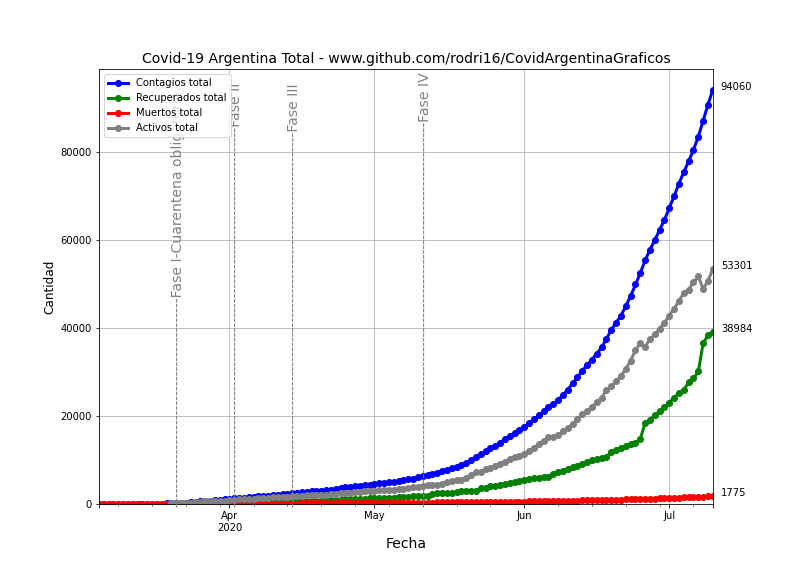 Covid-19 Argentina Total - www.github.com/rodri16/CovidArgentinaGraficos
Contagios total
Recuperados total
Muertos total
Activos total
Fase I-Cuarentena
Fase II
Fase III
Fase IV
94060
53301
38984
1775
Cantidad
80000
60000
40000
20000
0
Apr
2020
May
Jun
Jul
Fecha